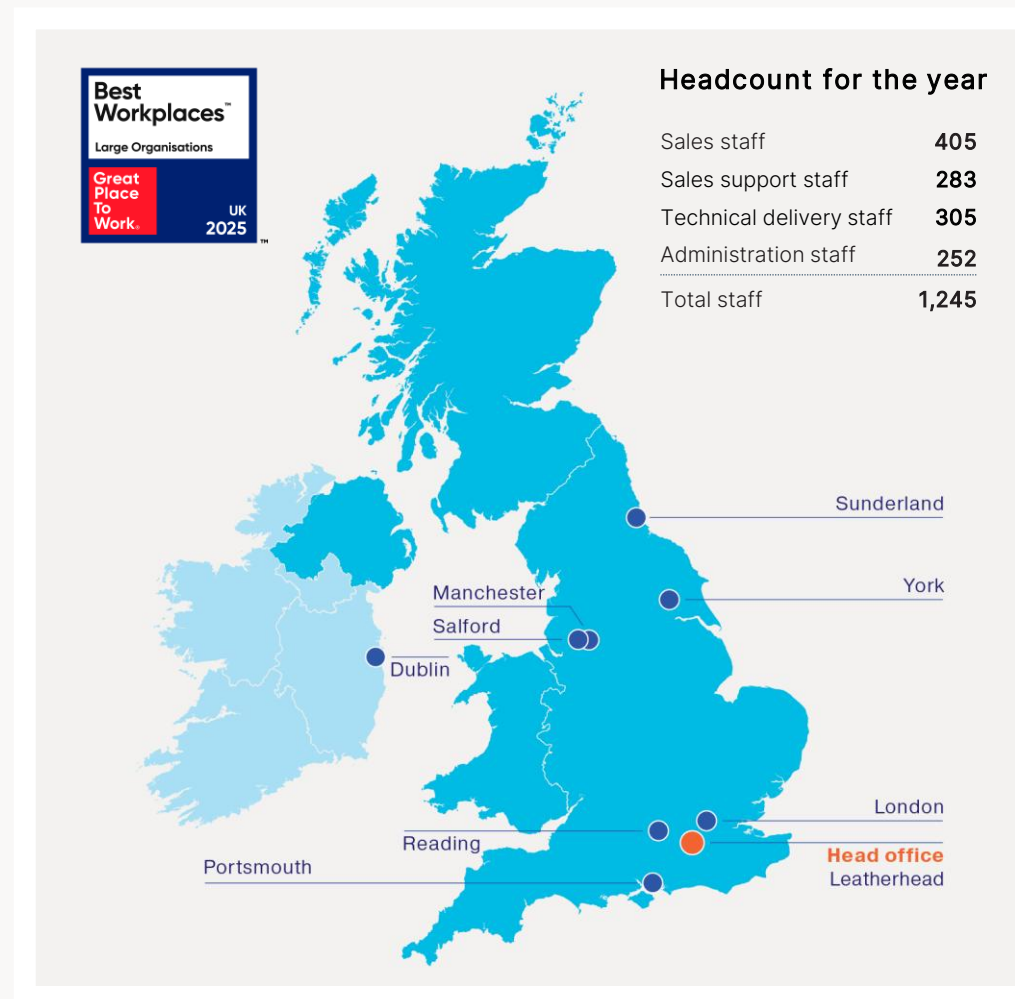 Best
Workplaces™
Large Organisations
Great
Place
To
Work®
UK
2025
™
Headcount for the year
Sales staff 405
Sales support staff 283
Technical delivery staff 305
Administration staff 252
Total staff 1,245
Sunderland
York
Manchester
Salford
Dublin
London
Reading
Head office
Leatherhead
Portsmouth